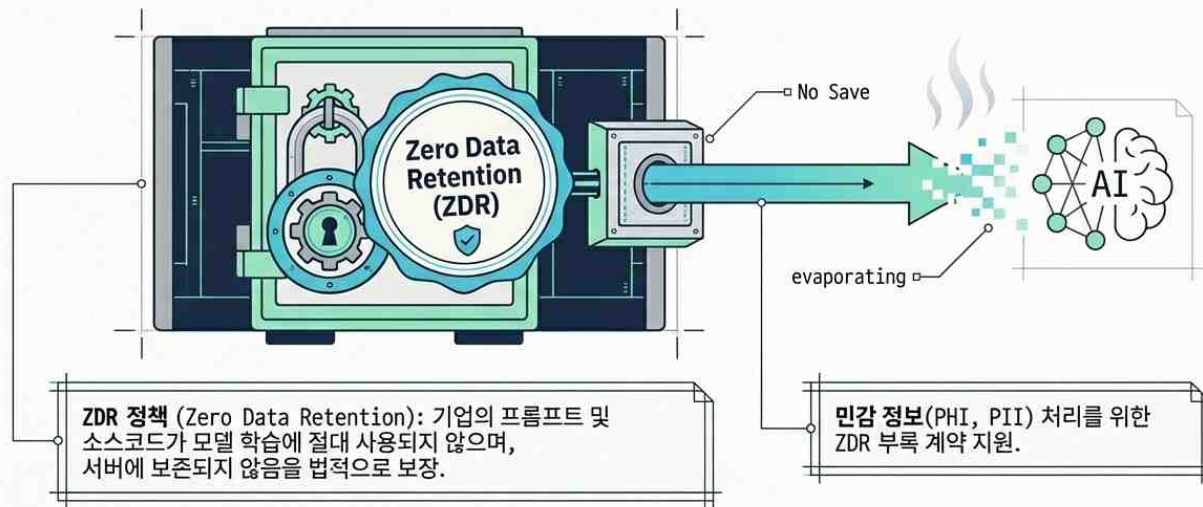 Zero Data
Retention
(ZDR)
No Save
AI
evaporating
ZDR 정책 (Zero Data Retention): 기업의 프롬프트 및
소스코드가 모델 학습에 절대 사용되지 않으며,
서버에 보존되지 않음을 법적으로 보장.
민감 정보(PHI, PII) 처리를 위한
ZDR 부록 계약 지원.